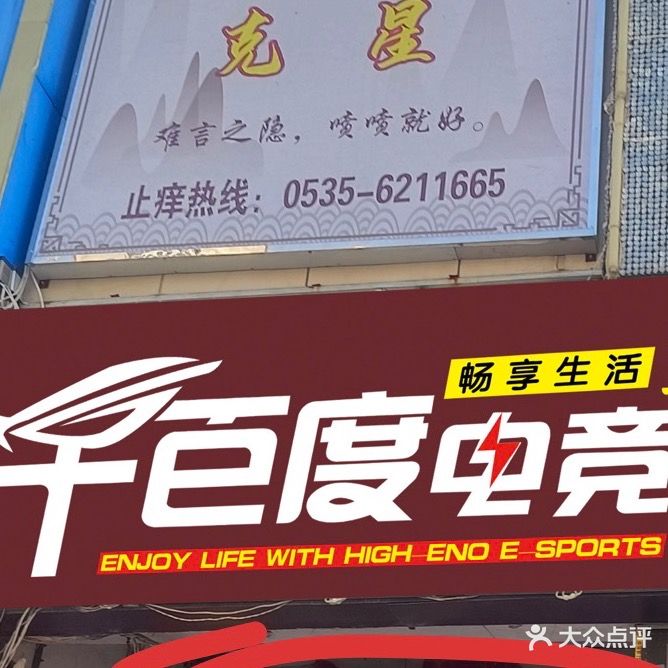 克星
难言之隐，喷喷就好。
止痒热线：0535-6211665
畅享生活
千百度电竞
ENJOY LIFE WITH HIGH-ENO E-SPORTS
大众点评